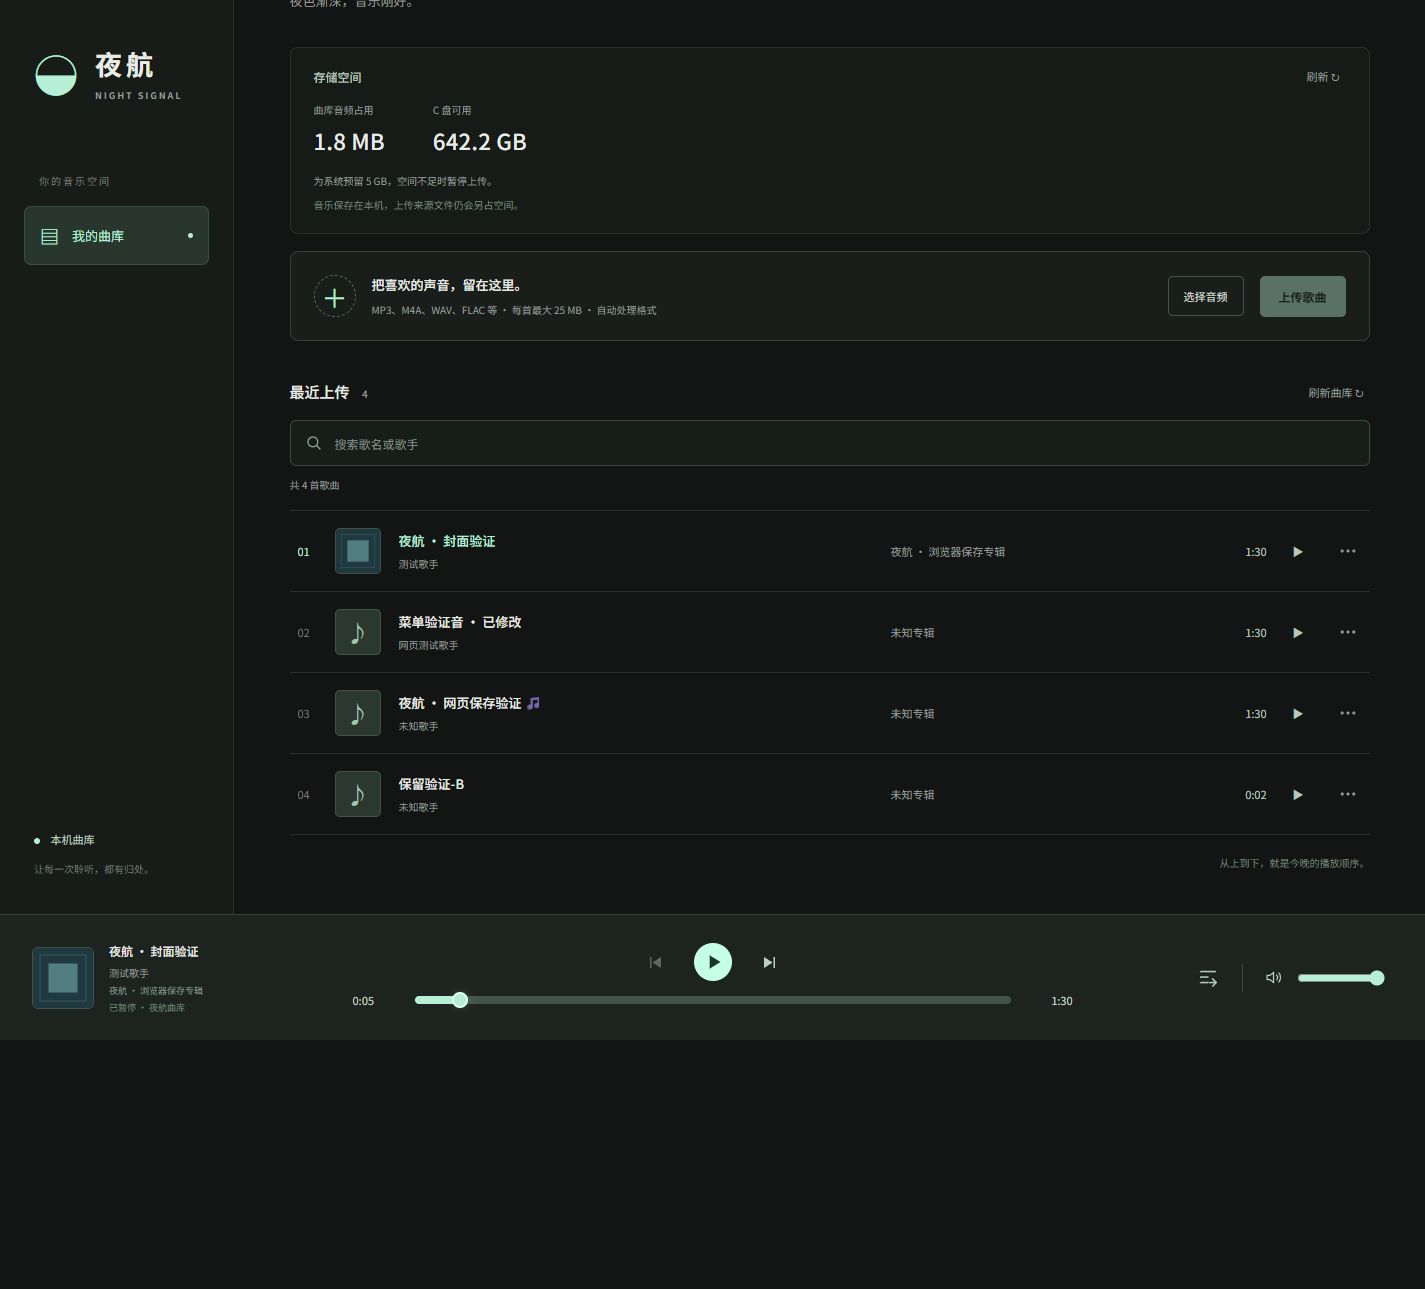 夜色渐深，音乐刚好。
夜航
NIGHT SIGNAL
你的音乐空间
我的曲库
本机曲库
让每一次聆听，都有归处。
存储空间
刷新 ↻
曲库音频占用
C 盘可用
1.8 MB
642.2 GB
为系统预留 5 GB，空间不足时暂停上传。
音乐保存在本机，上传来源文件仍会另占空间。
把喜欢的声音，留在这里。
MP3、M4A、WAV、FLAC 等 · 每首最大 25 MB · 自动处理格式
选择音频
上传歌曲
最近上传 4
刷新曲库 ↻
搜索歌名或歌手
共 4 首歌曲
01 夜航 · 封面验证
测试歌手
夜航 · 浏览器保存专辑
1:30
02 菜单验证音 · 已修改
网页测试歌手
未知专辑
1:30
03 夜航 · 网页保存验证 🎵
未知歌手
未知专辑
1:30
04 保留验证-B
未知歌手
未知专辑
0:02
从上到下，就是今晚的播放顺序。
夜航 · 封面验证
测试歌手
夜航 · 浏览器保存专辑
已暂停 · 夜航曲库
0:05
1:30